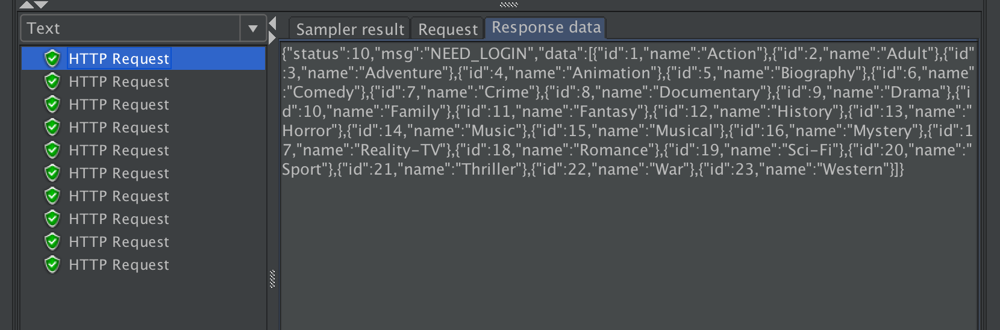 Text
Sampler result Request Response data
HTTP Request
HTTP Request
HTTP Request
HTTP Request
HTTP Request
HTTP Request
HTTP Request
HTTP Request
HTTP Request
HTTP Request
{"status":10,"msg":"NEED_LOGIN","data":[{"id":1,"name":"Action"},{"id":2,"name":"Adult"},{"id"
:3,"name":"Adventure"},{"id":4,"name":"Animation"},{"id":5,"name":"Biography"},{"id":6,"name"
:"Comedy"},{"id":7,"name":"Crime"},{"id":8,"name":"Documentary"},{"id":9,"name":"Drama"},{"i
d":10,"name":"Family"},{"id":11,"name":"Fantasy"},{"id":12,"name":"History"},{"id":13,"name":"
Horror"},{"id":14,"name":"Music"},{"id":15,"name":"Musical"},{"id":16,"name":"Mystery"},{"id":1
7,"name":"Reality-TV"},{"id":18,"name":"Romance"},{"id":19,"name":"Sci-Fi"},{"id":20,"name":"
Sport"},{"id":21,"name":"Thriller"},{"id":22,"name":"War"},{"id":23,"name":"Western"}]}